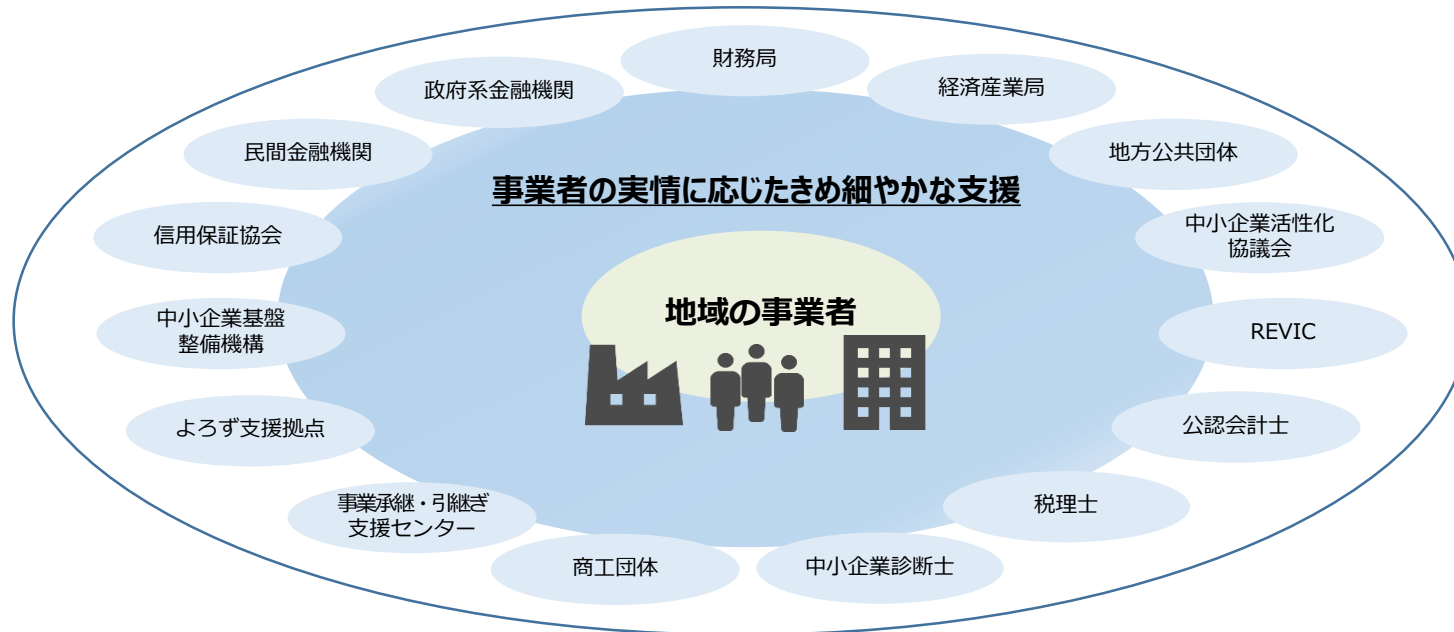 財務局
政府系金融機関
経済産業局
民間金融機関
地方公共団体
事業者の実情に応じたきめ細やかな支援
信用保証協会
中小企業活性化
協議会
地域の事業者
中小企業基盤
整備機構
REVIC
よろず支援拠点
公認会計士
事業承継・引継ぎ
支援センター
税理士
商工団体
中小企業診断士